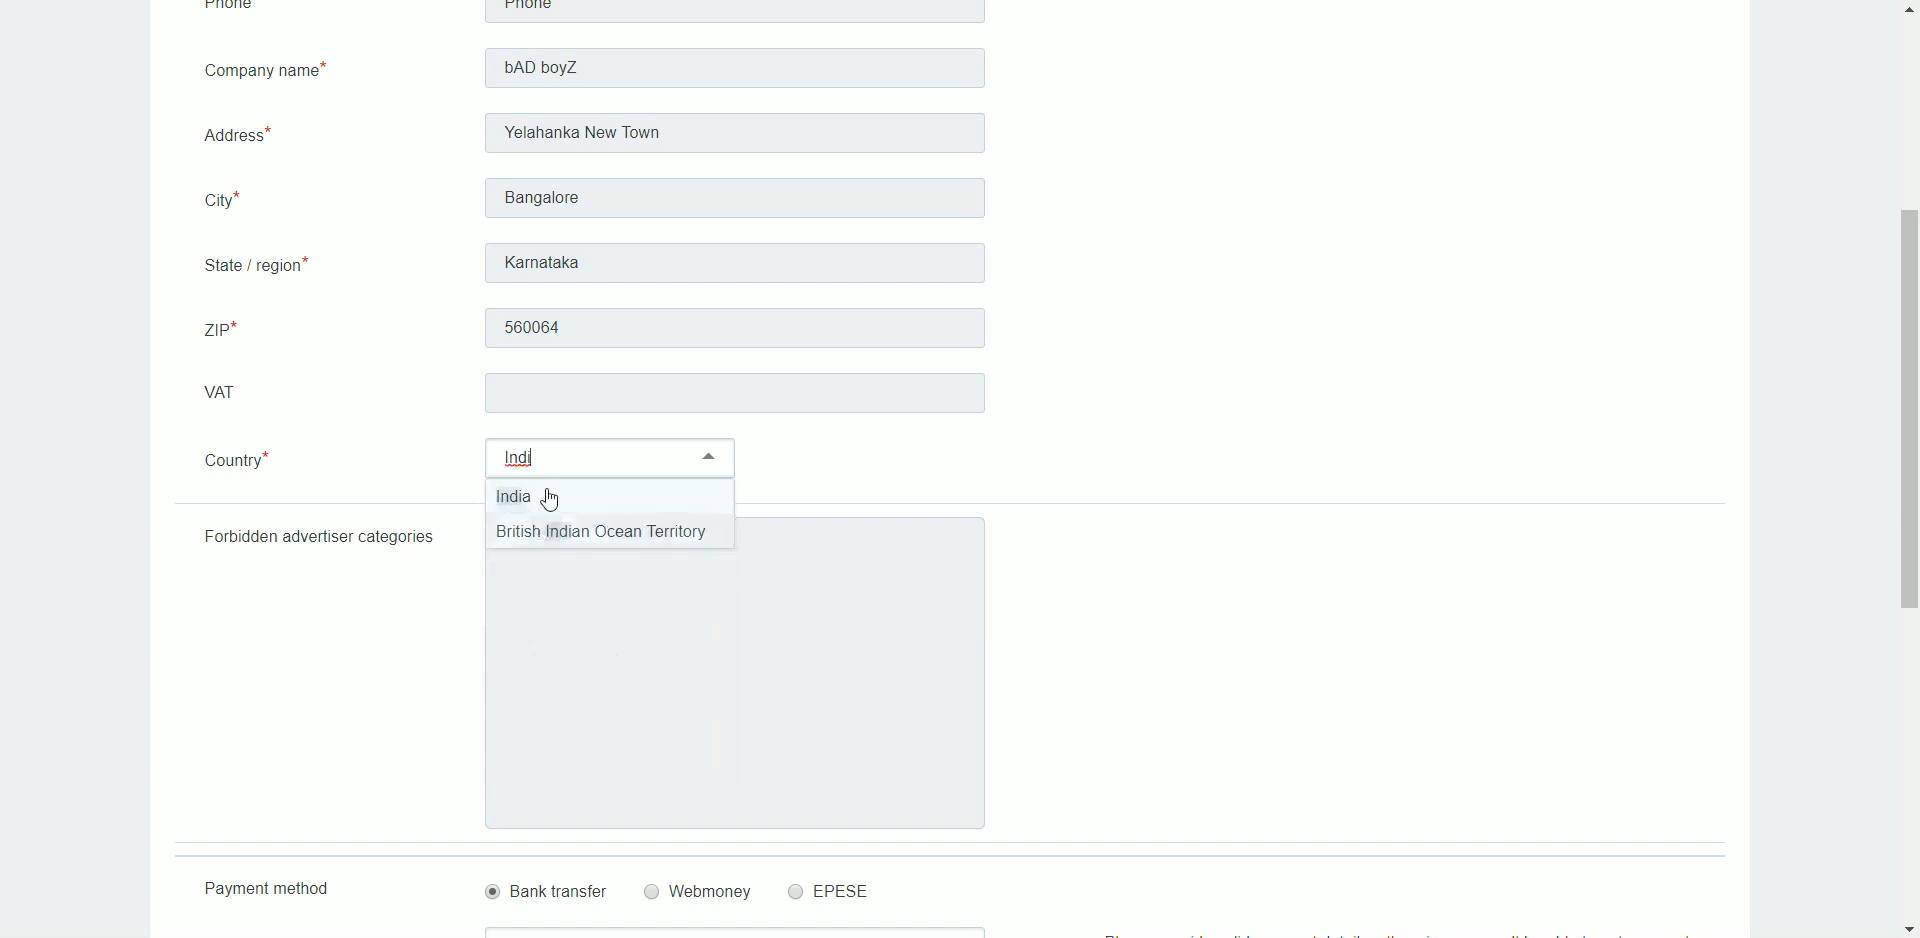 Phone Phone
Company name* bAD boyZ
Address* Yelahanka New Town
City* Bangalore
State / region* Karnataka
ZIP* 560064
VAT
Country* Indi
India
British Indian Ocean Territory
Forbidden advertiser categories
Payment method Bank transfer Webmoney EPESE